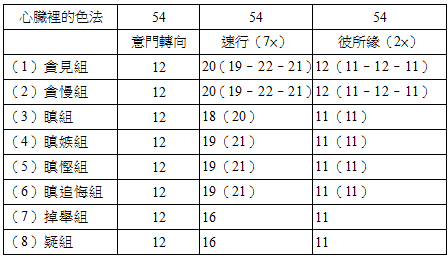 心臟裡的色法 54 54 54
意門轉向 速行（7×） 彼所緣（2×）
（1）貪見組 12 20（19－22－21） 12（11－12－11）
（2）貪慢組 12 20（19－22－21） 12（11－12－11）
（3）瞋組 12 18（20） 11（11）
（4）瞋嫉組 12 19（21） 11（11）
（5）瞋慳組 12 19（21） 11（11）
（6）瞋追悔組 12 19（21） 11（11）
（7）掉舉組 12 16 11
（8）疑組 12 16 11